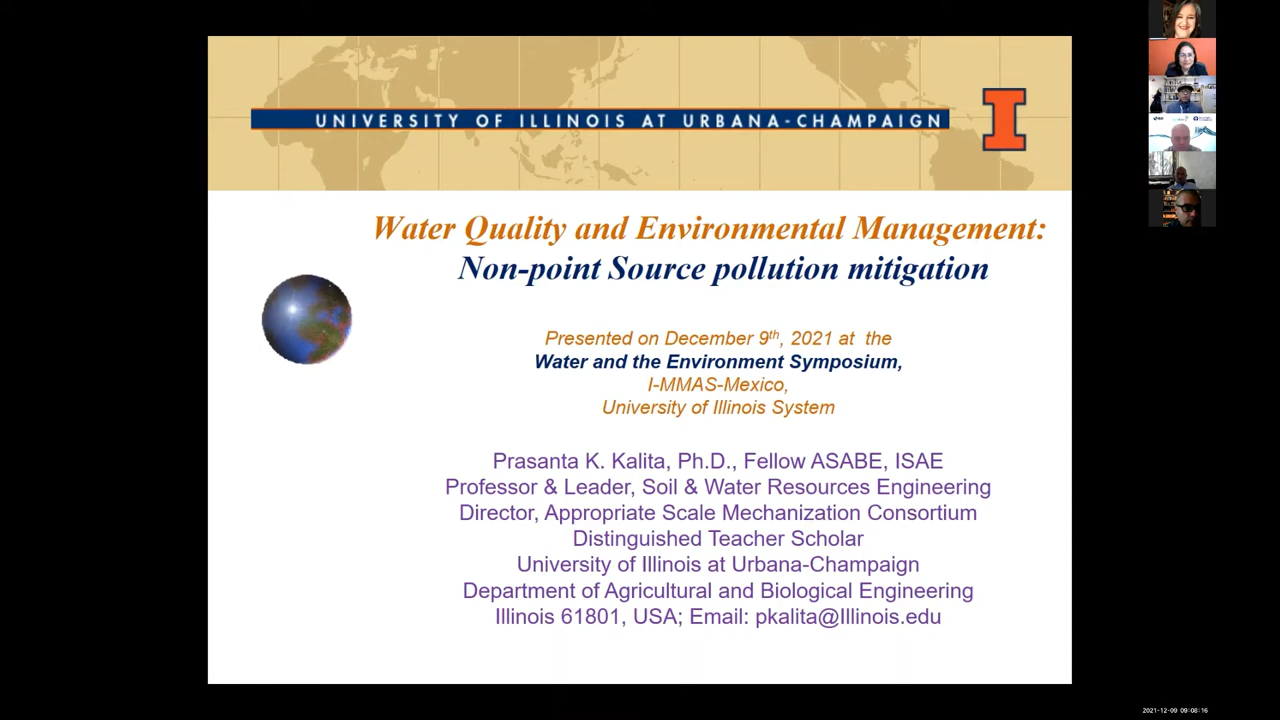 UNIVERSITY OF ILLINOIS AT URBANA-CHAMPAIGN
I
Water Quality and Environmental Management:
Non-point Source pollution mitigation
Presented on December 9th, 2021 at the
Water and the Environment Symposium,
I-MMAS-Mexico,
University of Illinois System
Prasanta K. Kalita, Ph.D., Fellow ASABE, ISAE
Professor & Leader, Soil & Water Resources Engineering
Director, Appropriate Scale Mechanization Consortium
Distinguished Teacher Scholar
University of Illinois at Urbana-Champaign
Department of Agricultural and Biological Engineering
Illinois 61801, USA; Email: pkalita@Illinois.edu
2021-12-09 09:08:16